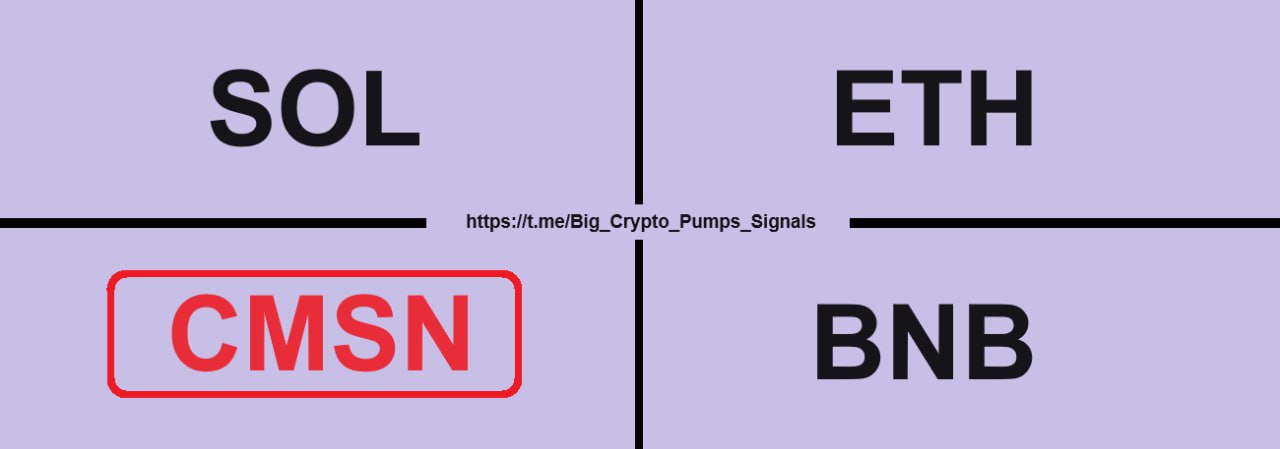 SOL
ETH
https://t.me/Big_Crypto_Pumps_Signals
CMSN
BNB